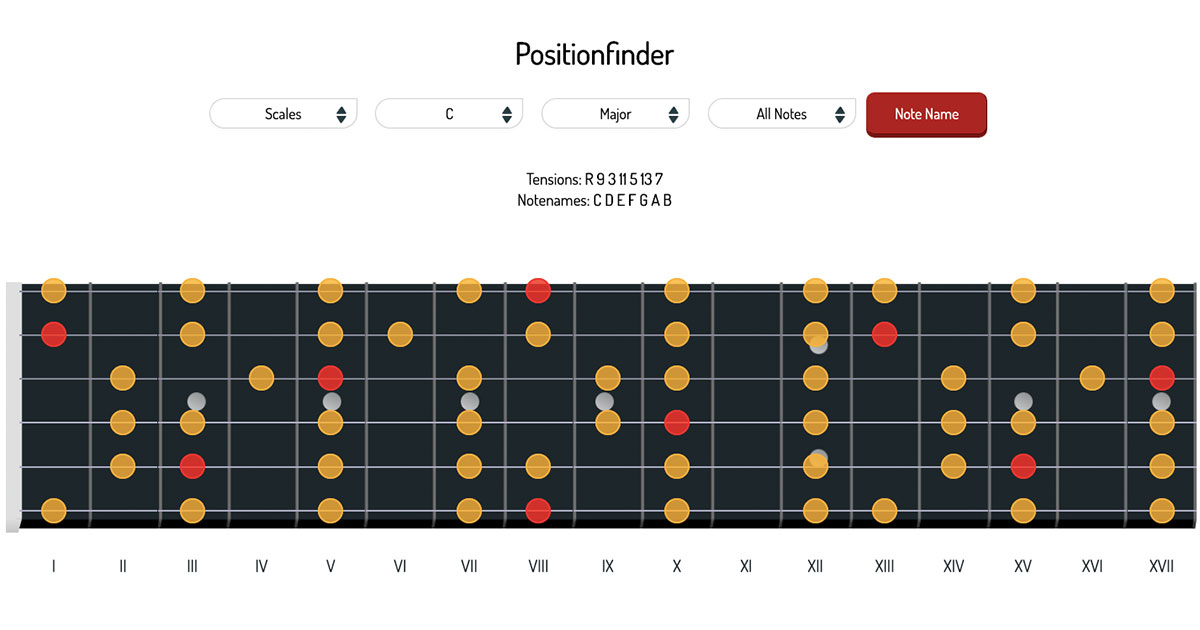 Positionfinder
Scales C Major All Notes Note Name
Tensions: R 9 3 11 5 13 7
Notenames: C D E F G A B
I II III IV V VI VII VIII IX X XI XII XIII XIV XV XVI XVII